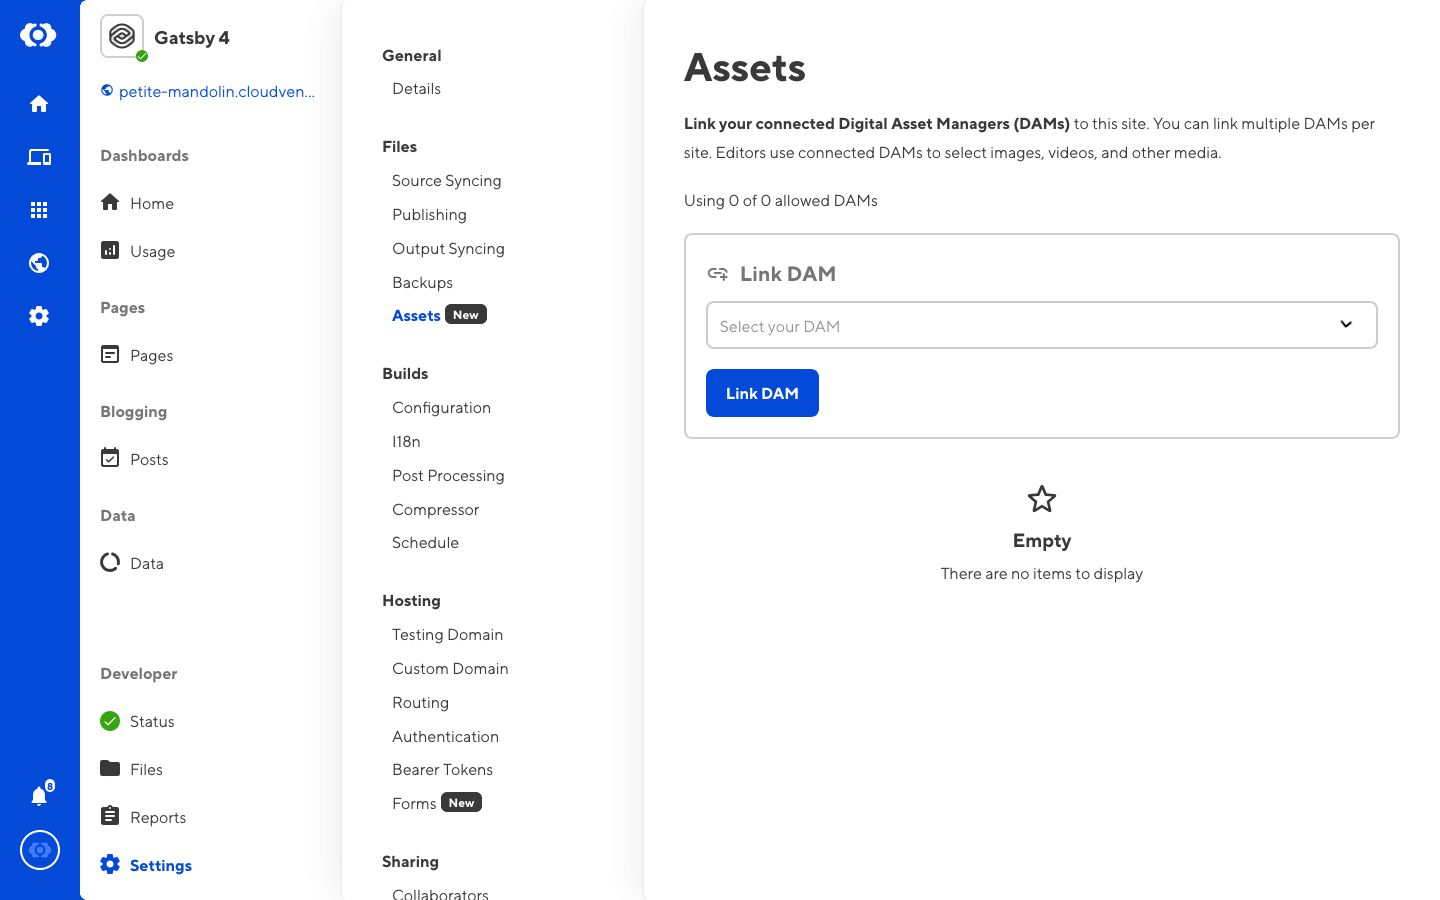 Gatsby 4
petite-mandolin.cloudven...
Dashboards
Home
Usage
Pages
Pages
Blogging
Posts
Data
Data
Developer
Status
Files
Reports
Settings
8
General
Details
Files
Source Syncing
Publishing
Output Syncing
Backups
Assets New
Builds
Configuration
I18n
Post Processing
Compressor
Schedule
Hosting
Testing Domain
Custom Domain
Routing
Authentication
Bearer Tokens
Forms New
Sharing
Collaborators
Assets
Link your connected Digital Asset Managers (DAMs) to this site. You can link multiple DAMs per
site. Editors use connected DAMs to select images, videos, and other media.
Using 0 of 0 allowed DAMs
Link DAM
Select your DAM
Link DAM
Empty
There are no items to display